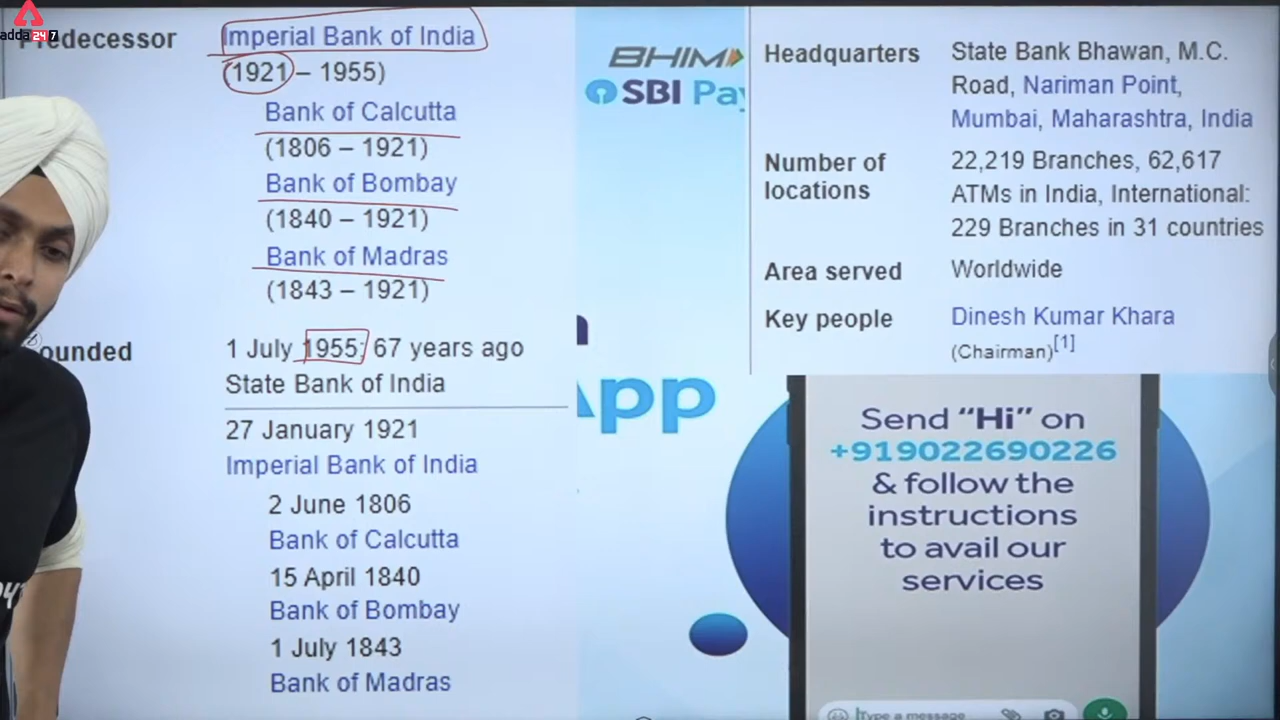 adda 247
Predecessor
Imperial Bank of India
(1921 – 1955)
Bank of Calcutta
(1806 – 1921)
Bank of Bombay
(1840 – 1921)
Bank of Madras
(1843 – 1921)
ounded
1 July 1955; 67 years ago
State Bank of India
27 January 1921
Imperial Bank of India
2 June 1806
Bank of Calcutta
15 April 1840
Bank of Bombay
1 July 1843
Bank of Madras
BHIM
SBI Pay
App
Headquarters
State Bank Bhawan, M.C.
Road, Nariman Point,
Mumbai, Maharashtra, India
Number of
locations
22,219 Branches, 62,617
ATMs in India, International:
229 Branches in 31 countries
Area served
Worldwide
Key people
Dinesh Kumar Khara
(Chairman)[1]
Send “Hi” on
+919022690226
& follow the
instructions
to avail our
services
Type a message